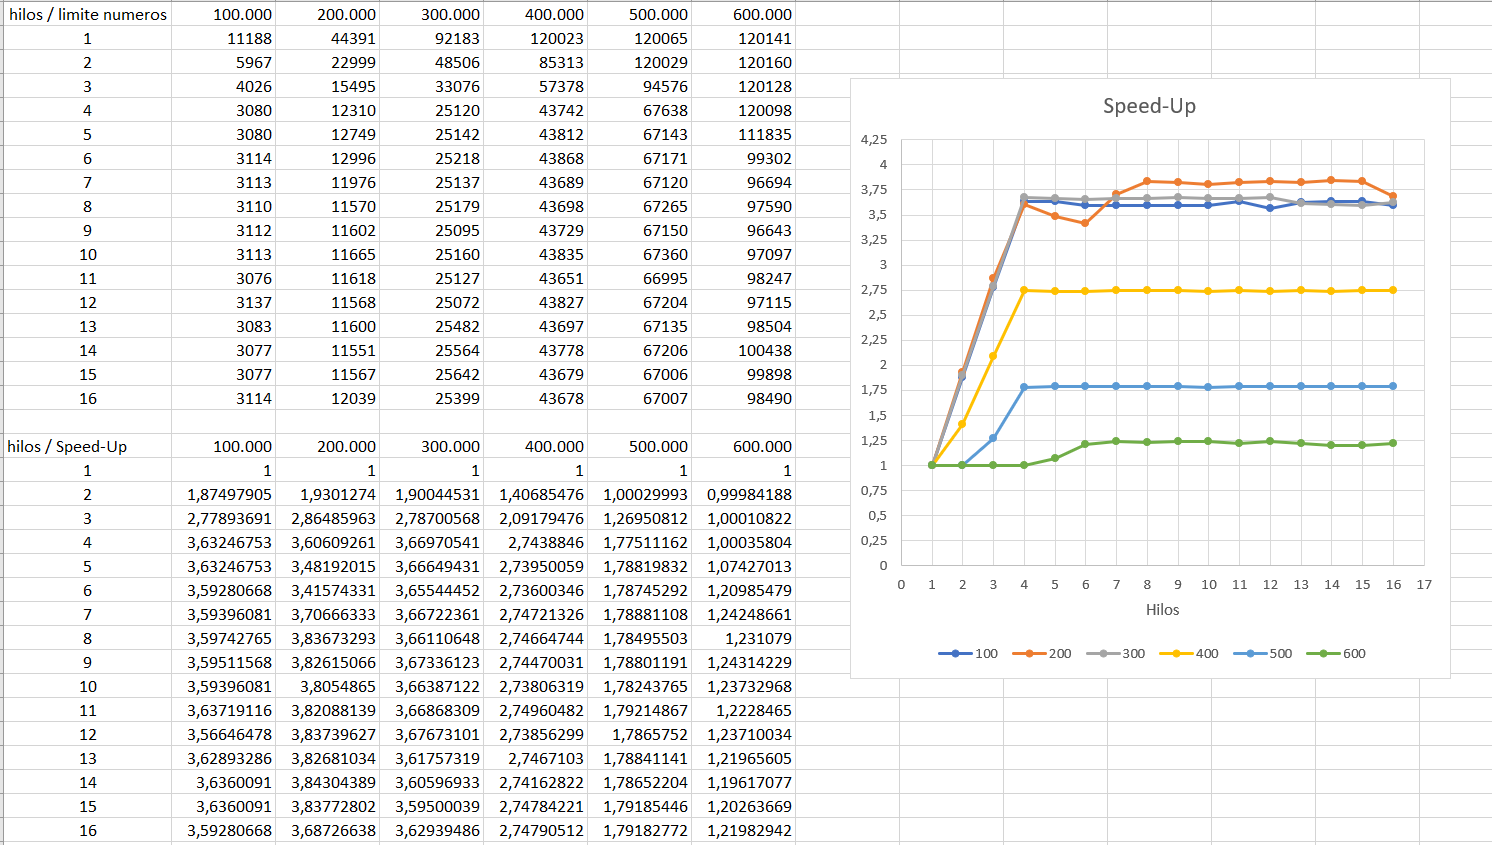 hilos / limite numeros 100.000 200.000 300.000 400.000 500.000 600.000
1 11188 44391 92183 120023 120065 120141
2 5967 22999 48506 85313 120029 120160
3 4026 15495 33076 57378 94576 120128
4 3080 12310 25120 43742 67638 120098
5 3080 12749 25142 43812 67143 111835
6 3114 12996 25218 43868 67171 99302
7 3113 11976 25137 43689 67120 96694
8 3110 11570 25179 43698 67265 97590
9 3112 11602 25095 43729 67150 96643
10 3113 11665 25160 43835 67360 97097
11 3076 11618 25127 43651 66995 98247
12 3137 11568 25072 43827 67204 97115
13 3083 11600 25482 43697 67135 98504
14 3077 11551 25564 43778 67206 100438
15 3077 11567 25642 43679 67006 99898
16 3114 12039 25399 43678 67007 98490
hilos / Speed-Up 100.000 200.000 300.000 400.000 500.000 600.000
1 1 1 1 1 1 1
2 1,87497905 1,9301274 1,90044531 1,40685476 1,00029993 0,99984188
3 2,77893691 2,86485963 2,78700568 2,09179476 1,26950812 1,00010822
4 3,63246753 3,60609261 3,66970541 2,7438846 1,77511162 1,00035804
5 3,63246753 3,48192015 3,66649431 2,73950059 1,78819832 1,07427013
6 3,59280668 3,41574331 3,65544452 2,73600346 1,78745292 1,20985479
7 3,59396081 3,70666333 3,66722361 2,74721326 1,78881108 1,24248661
8 3,59742765 3,83673293 3,66110648 2,74664744 1,78495503 1,231079
9 3,59511568 3,82615066 3,67336123 2,74470031 1,78801191 1,24314229
10 3,59396081 3,8054865 3,66387122 2,73806319 1,78243765 1,23732968
11 3,63719116 3,82088139 3,66868309 2,74960482 1,79214867 1,2228465
12 3,56646478 3,83739627 3,67673101 2,73856299 1,7865752 1,23710034
13 3,62893286 3,82681034 3,61757319 2,7467103 1,78841141 1,21965605
14 3,6360091 3,84304389 3,60596933 2,74162822 1,78652204 1,19617077
15 3,6360091 3,83772802 3,59500039 2,74784221 1,79185446 1,20263669
16 3,59280668 3,68726638 3,62939486 2,74790512 1,79182772 1,21982942
Speed-Up
4,25
4
3,75
3,5
3,25
3
2,75
2,5
2,25
2
1,75
1,5
1,25
1
0,75
0,5
0,25
0
0 1 2 3 4 5 6 7 8 9 10 11 12 13 14 15 16 17
Hilos
100 200 300 400 500 600